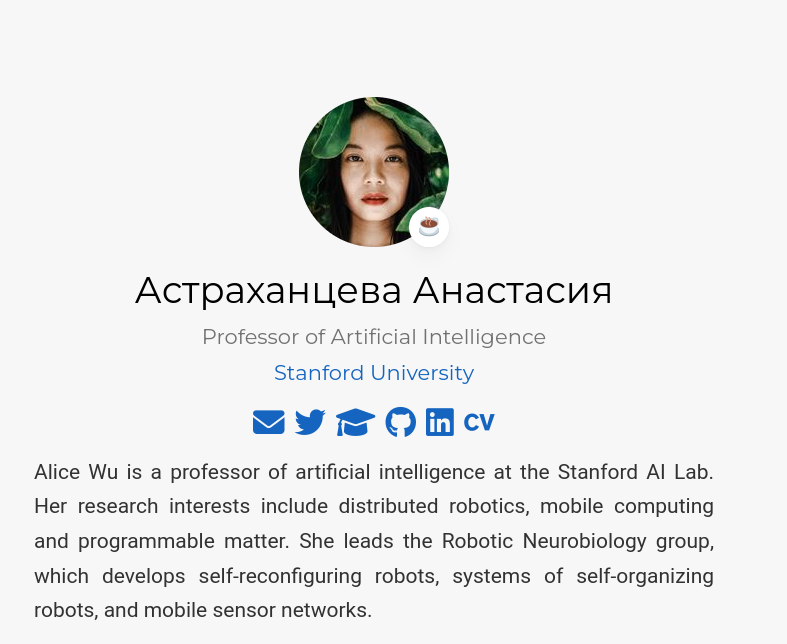 Астраханцева Анастасия
Professor of Artificial Intelligence
Stanford University
CV
Alice Wu is a professor of artificial intelligence at the Stanford AI Lab.
Her research interests include distributed robotics, mobile computing
and programmable matter. She leads the Robotic Neurobiology group,
which develops self-reconfiguring robots, systems of self-organizing
robots, and mobile sensor networks.